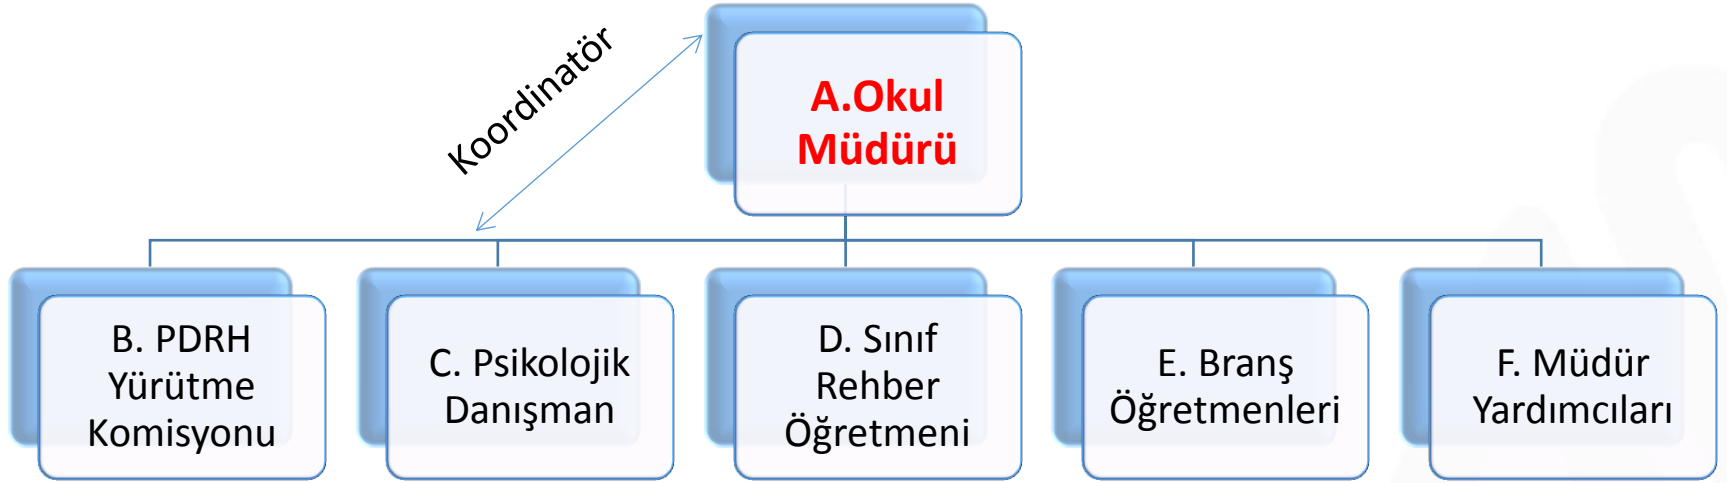 Koordinatör
A.Okul
Müdürü
B. PDRH
Yürütme
Komisyonu
C. Psikolojik
Danışman
D. Sınıf
Rehber
Öğretmeni
E. Branş
Öğretmenleri
F. Müdür
Yardımcıları